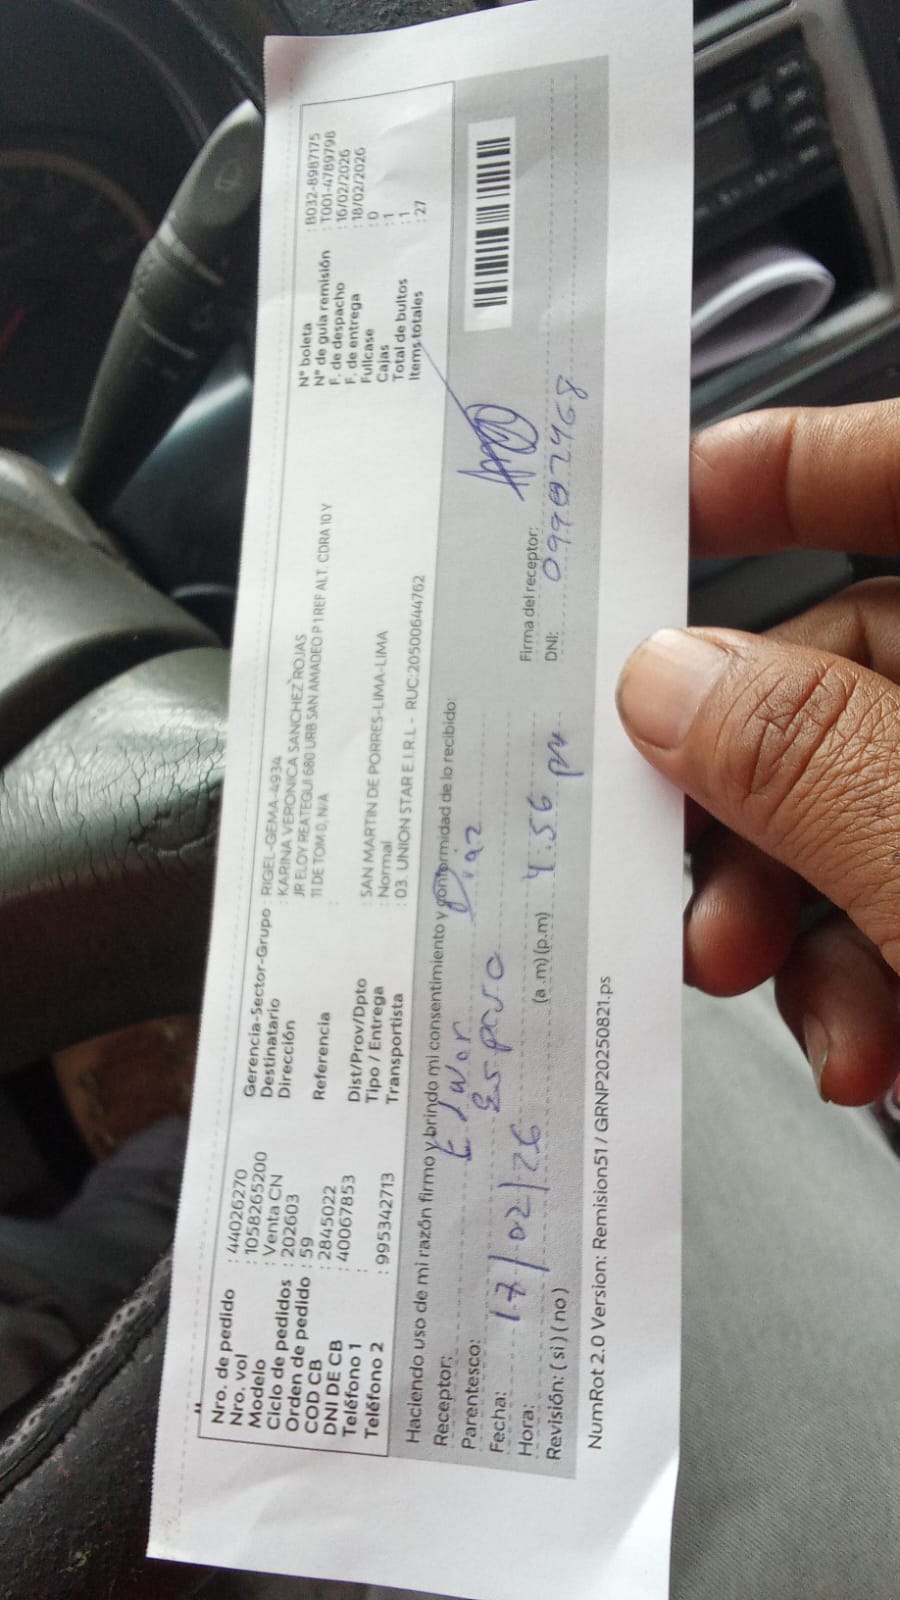 Nro. de pedido : 44026270
Nro. vol : 1058265200
Modelo : Venta CN
Ciclo de pedidos : 202603
Orden de pedido : 59
COD CB : 2845022
DNI DE CB : 40067853
Teléfono 1 :
Teléfono 2 : 995342713
Gerencia-Sector-Grupo : RIGEL-GEMA-4934
Destinatario : KARINA VERONICA SANCHEZ ROJAS
Dirección JR ELOY REATEGUI 680 URB SAN AMADEO P 1 REF ALT. CDRA 10 Y
11 DE TOM D, N/A
Referencia :
Dist/Prov/Dpto : SAN MARTIN DE PORRES-LIMA-LIMA
Tipo / Entrega : Normal
Transportista : 03. UNION STAR E.I.R.L - RUC:20500644762
N° boleta : B032-8987175
N° de guía remisión : T001-4789798
F. de despacho : 16/02/2026
F. de entrega : 18/02/2026
Fullcase : 0
Cajas : 1
Total de bultos : 1
Items totales : 27
Haciendo uso de mi razón firmo y brindo mi consentimiento y conformidad de lo recibido:
Receptor: Diaz
Parentesco: Esposo
Fecha: 17/02/26
Hora: (a .m) (p.m) 4:56 pm
Revisión: ( si ) ( no )
Firma del receptor:
DNI: 09907468
NumRot 2.0 Version: Remision51 / GRNP20250821.ps